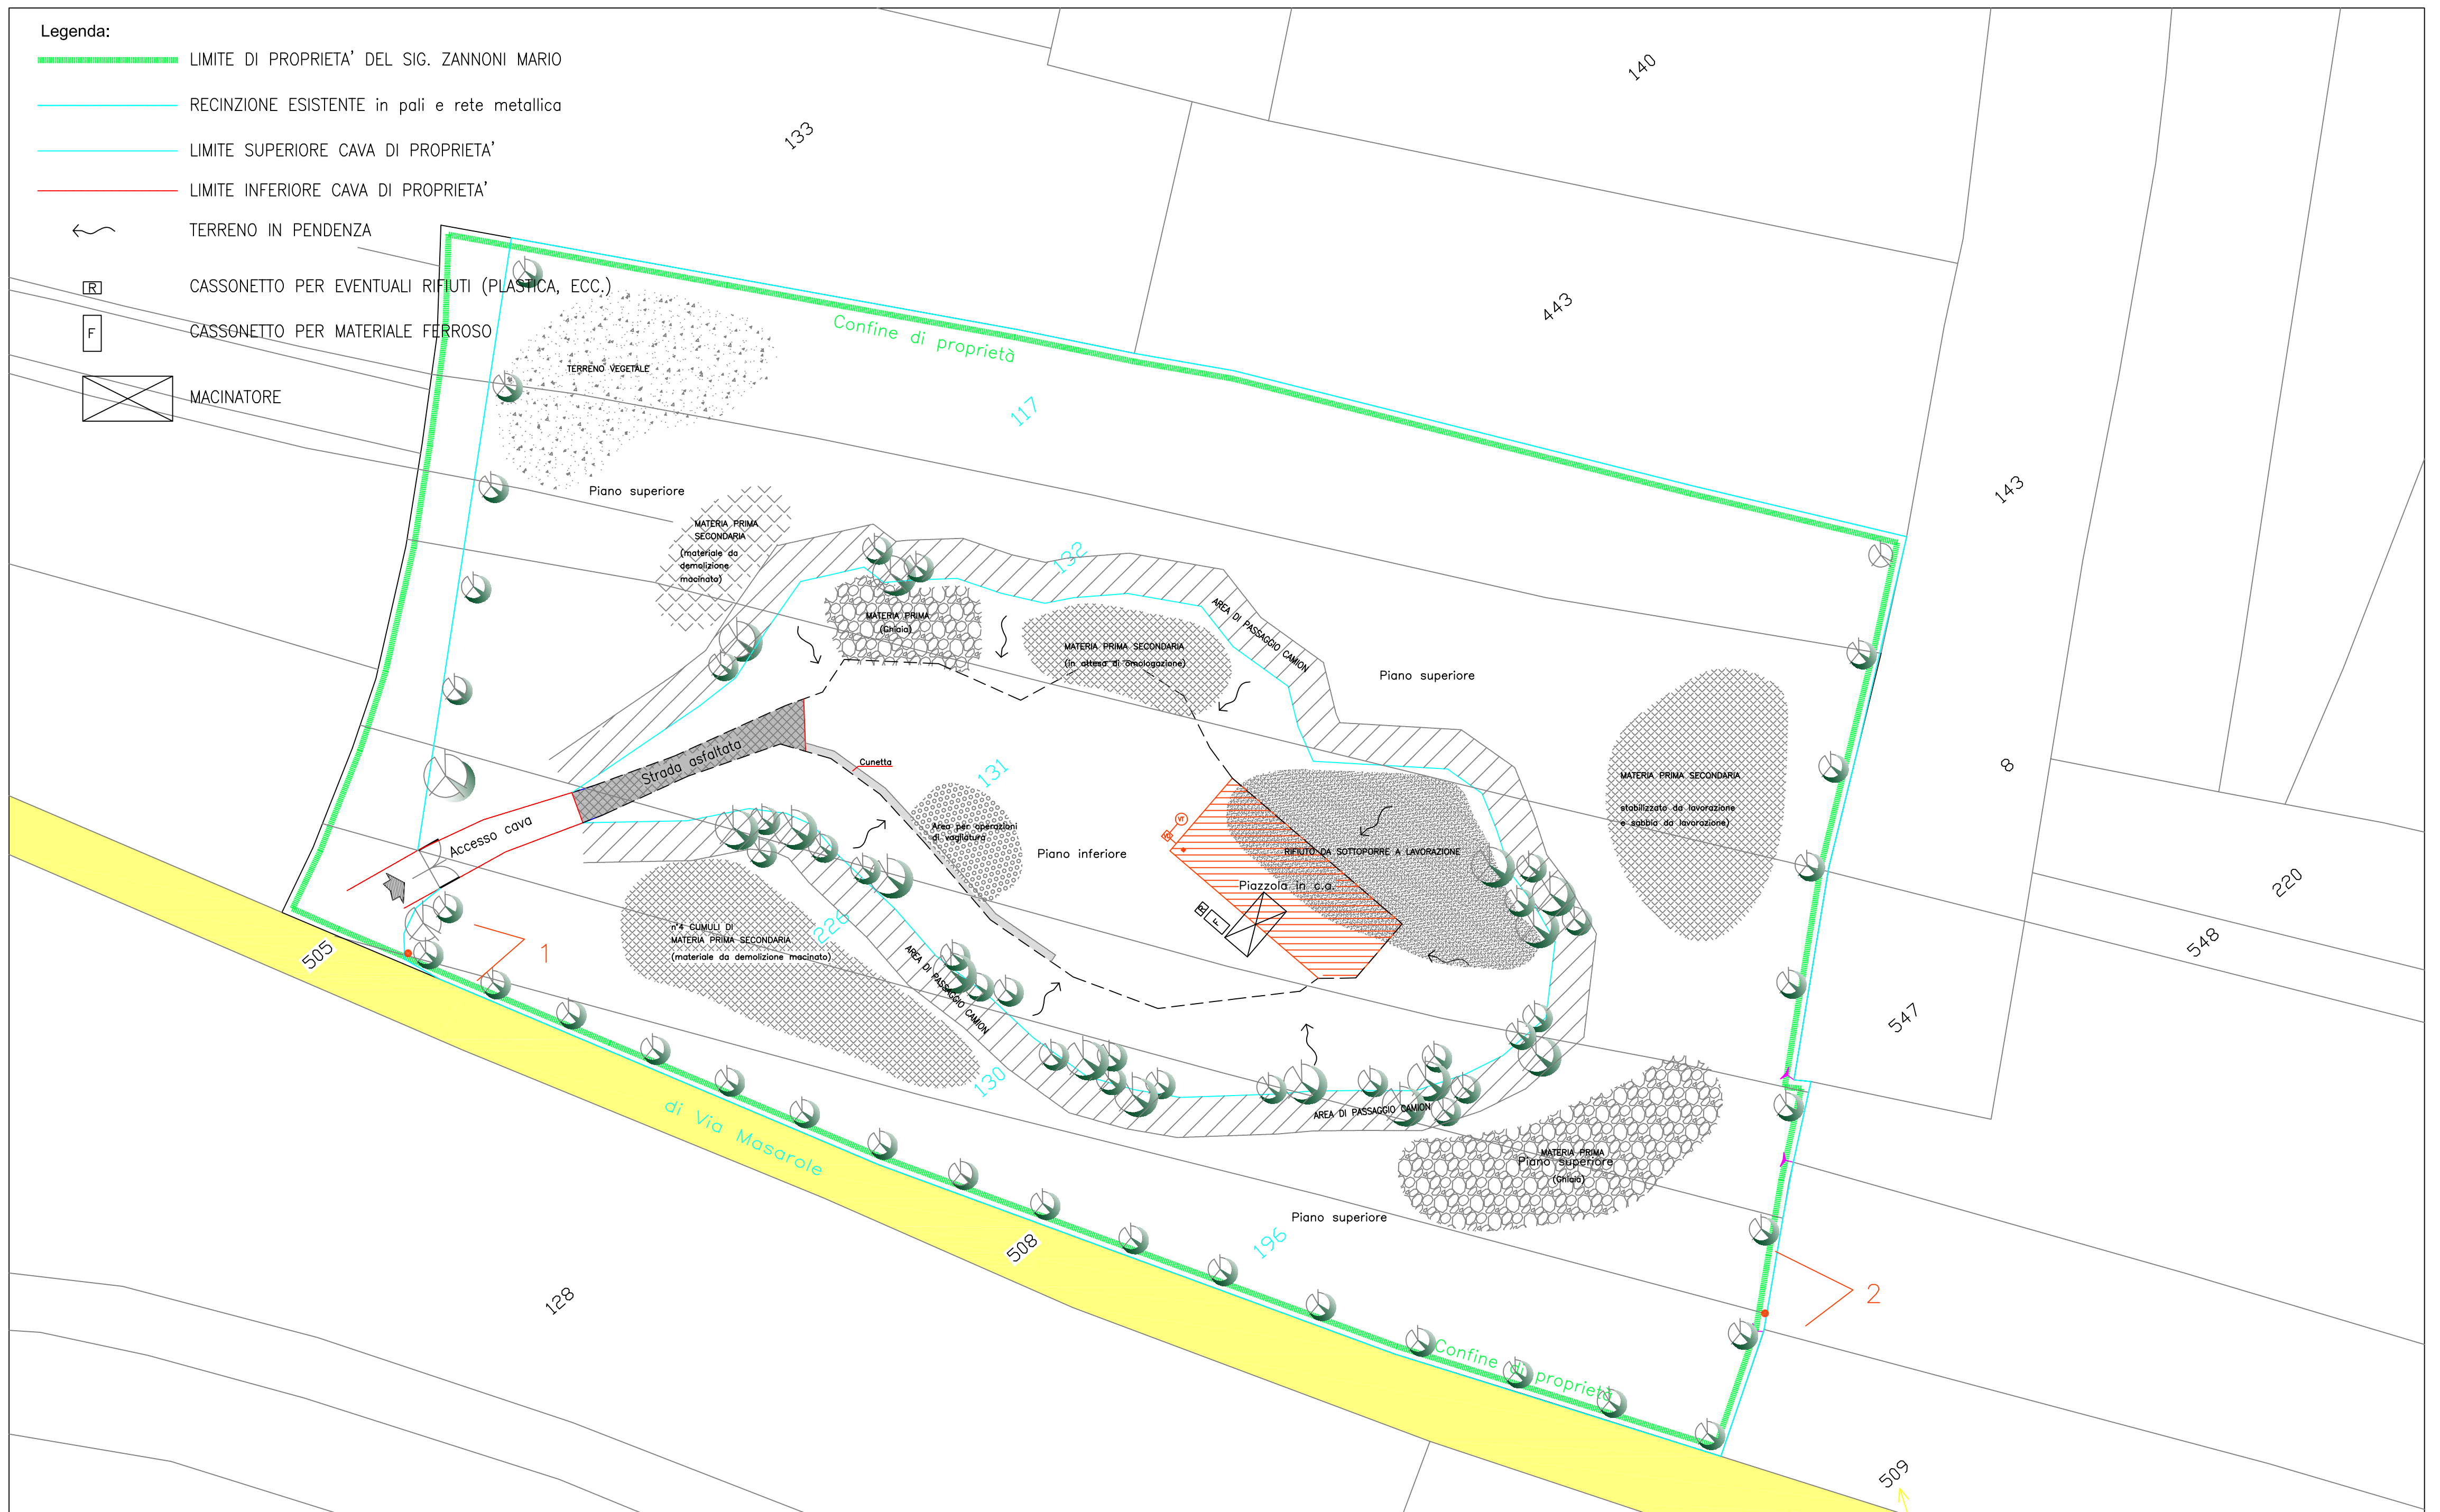 Legenda:
LIMITE DI PROPRIETA' DEL SIG. ZANNONI MARIO
RECINZIONE ESISTENTE in pali e rete metallica
LIMITE SUPERIORE CAVA DI PROPRIETA'
LIMITE INFERIORE CAVA DI PROPRIETA'
TERRENO IN PENDENZA
R
CASSONETTO PER EVENTUALI RIFIUTI (PLASTICA, ECC.)
F
CASSONETTO PER MATERIALE FERROSO
MACINATORE
140
133
443
Confine di proprietà
TERRENO VEGETALE
117
Piano superiore
143
MATERIA PRIMA
SECONDARIA
(materiale da
demolizione
macinato)
132
MATERIA PRIMA
(Ghiaia)
AREA DI PASSAGGIO CAMION
MATERIA PRIMA SECONDARIA
(in attesa di omologazione)
Piano superiore
Strada asfaltata
Cunetta
131
8
MATERIA PRIMA SECONDARIA
stabilizzato da lavorazione
e sabbia da lavorazione)
Accesso cava
Area per operazioni
di vagliatura
Piano inferiore
VT
RIFIUTO DA SOTTOPORRE A LAVORAZIONE
Piazzola in c.a.
R
F
220
226
n°4 CUMULI DI
MATERIA PRIMA SECONDARIA
(materiale da demolizione macinato)
AREA DI PASSAGGIO CAMION
505
1
548
547
130
AREA DI PASSAGGIO CAMION
di Via Masarole
MATERIA PRIMA
Piano superiore
(Ghiaia)
Piano superiore
196
508
128
2
Confine di proprietà
509